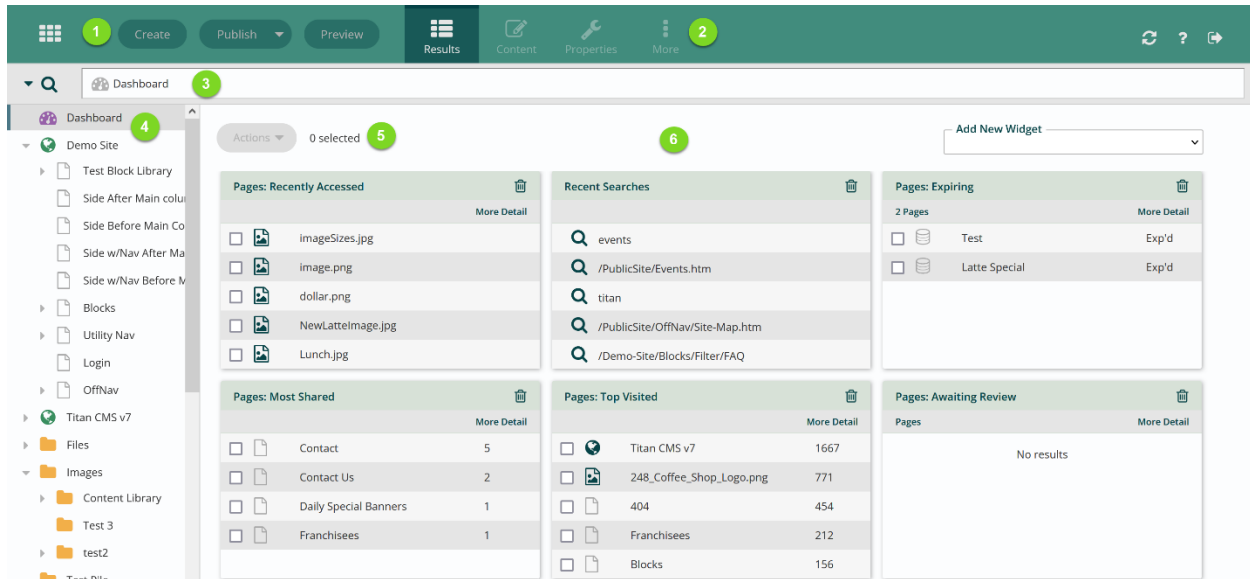 1 Create Publish Preview Results Content Properties More 2 ?
Dashboard 3
Dashboard
4
Demo Site
Test Block Library
Side After Main colu
Side Before Main Co
Side w/Nav After Ma
Side w/Nav Before M
Blocks
Utility Nav
Login
OffNav
Titan CMS v7
Files
Images
Content Library
Test 3
test2
Actions 0 selected 5
6
Add New Widget
Pages: Recently Accessed
More Detail
imageSizes.jpg
image.png
dollar.png
NewLatteImage.jpg
Lunch.jpg
Recent Searches
events
/PublicSite/Events.htm
titan
/PublicSite/OffNav/Site-Map.htm
/Demo-Site/Blocks/Filter/FAQ
Pages: Expiring
2 Pages More Detail
Test Exp'd
Latte Special Exp'd
Pages: Most Shared
More Detail
Contact 5
Contact Us 2
Daily Special Banners 1
Franchisees 1
Pages: Top Visited
More Detail
Titan CMS v7 1667
248_Coffee_Shop_Logo.png 771
404 454
Franchisees 212
Blocks 156
Pages: Awaiting Review
Pages More Detail
No results